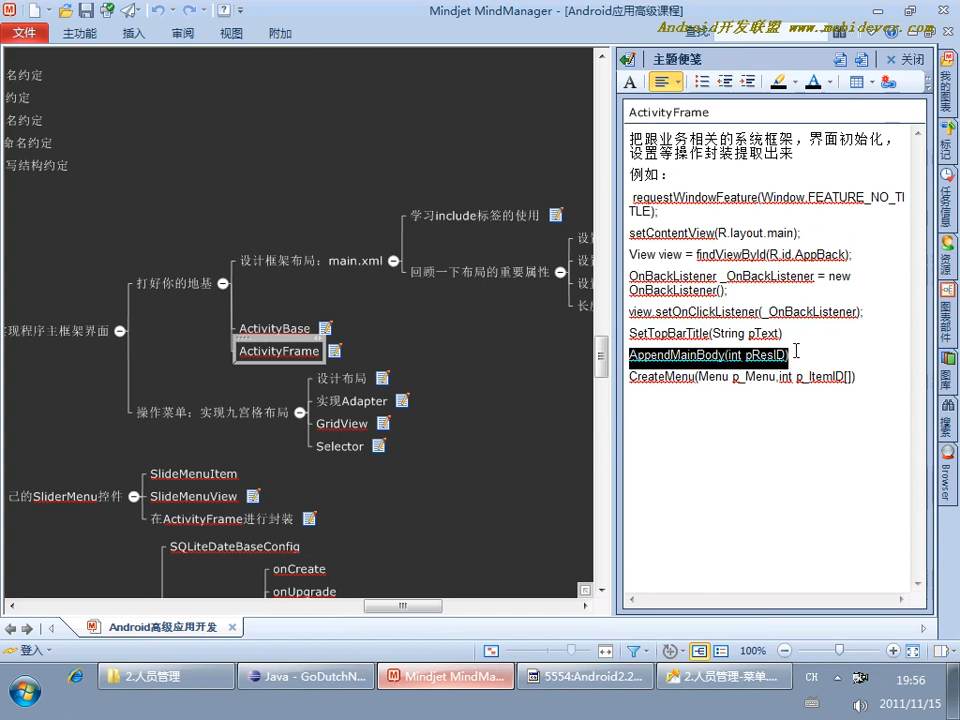 Mindjet MindManager - [Android应用高级课程]
Android开发联盟 www.mobidever.com
文件 主功能 插入 审阅 视图 附加
名约定
约定
名约定
命名约定
写结构约定
学习include标签的使用
设计框架布局：main.xml
回顾一下布局的重要属性
打好你的地基
ActivityBase
现程序主框架界面
ActivityFrame
设计布局
实现Adapter
操作菜单：实现九宫格布局
GridView
Selector
SlideMenuItem
己的SliderMenu控件
SlideMenuView
在ActivityFrame进行封装
SQLiteDateBaseConfig
onCreate
onUpgrade
主题便笺
关闭
ActivityFrame
把跟业务相关的系统框架，界面初始化，
设置等操作封装提取出来
例如：
requestWindowFeature(Window.FEATURE_NO_TI
TLE);
setContentView(R.layout.main);
View view = findViewById(R.id.AppBack);
OnBackListener _OnBackListener = new
OnBackListener();
view.setOnClickListener(_OnBackListener);
SetTopBarTitle(String pText)
AppendMainBody(int pResID)
CreateMenu(Menu p_Menu,int p_ItemID[])
我的图表
标记
任务信息
资源
图表部件
库
搜索
Browser
Android高级应用开发
登入
100%
2.人员管理
Java - GoDutchN...
Mindjet MindMa...
5554:Android2.2...
2.人员管理-菜单....
CH
19:56
2011/11/15